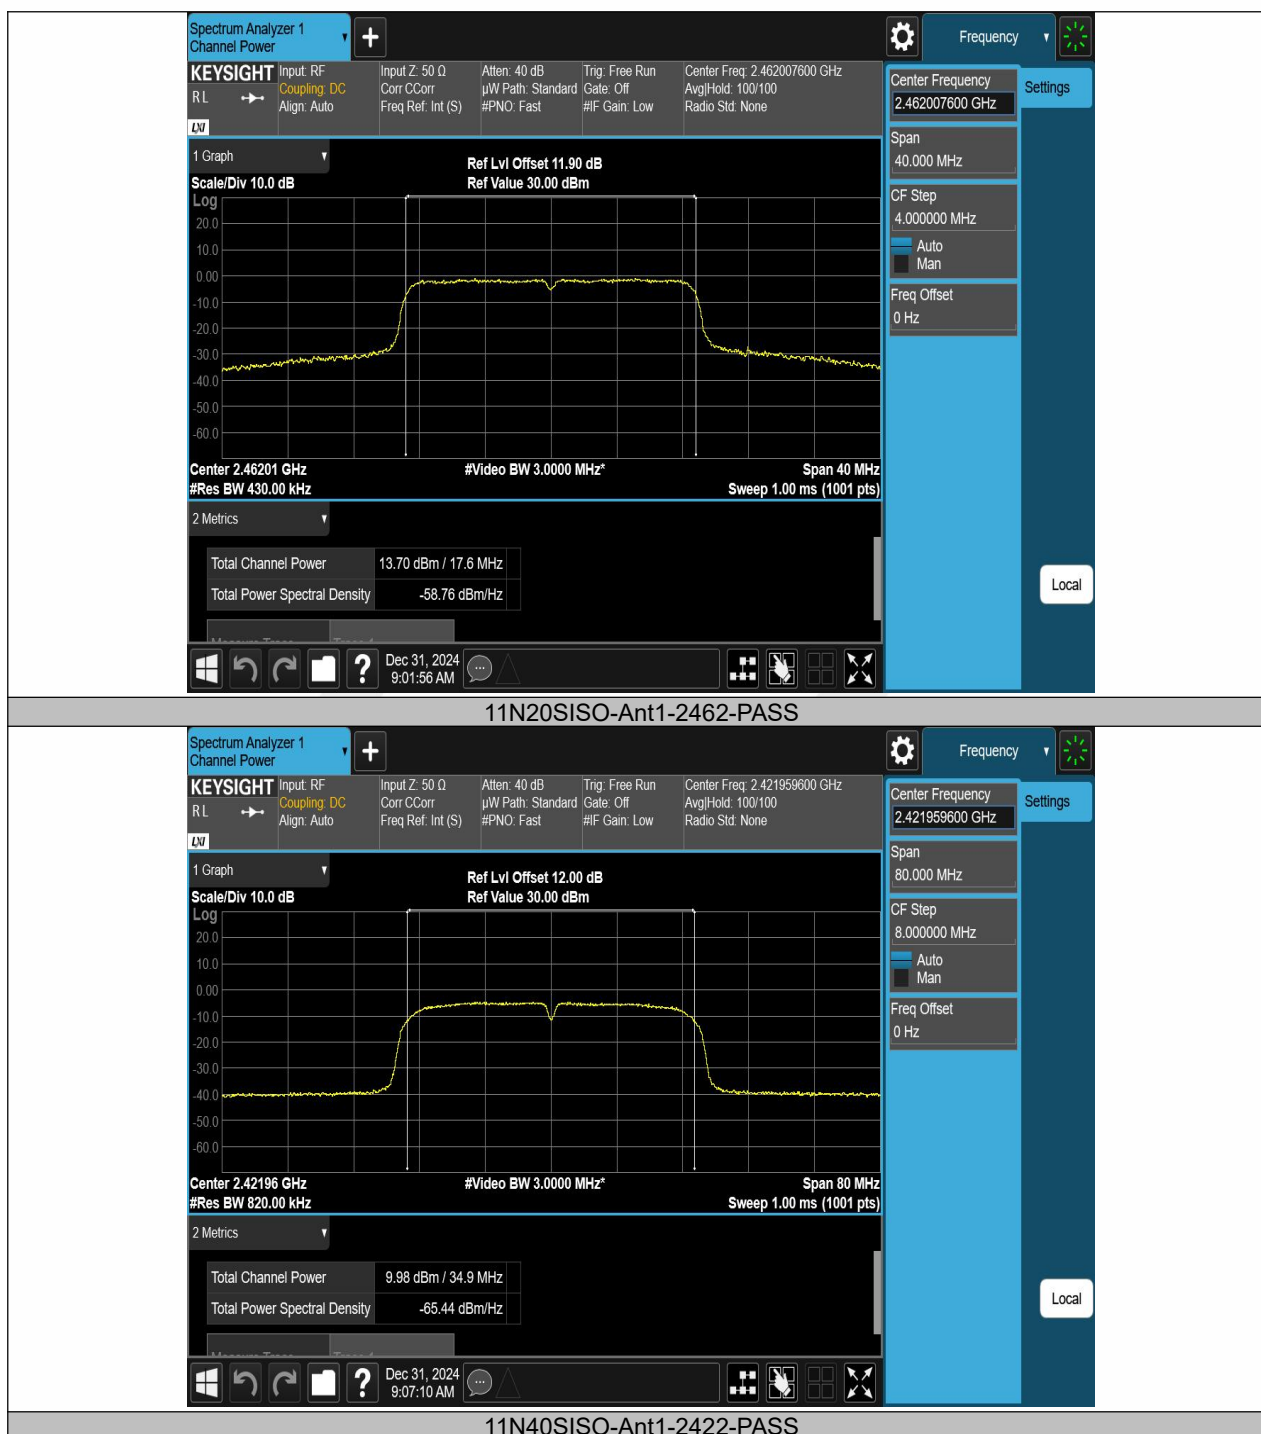 Spectrum Analyzer 1
Channel Power
Frequency
KEYSIGHT
R L
LXI
Input: RF
Coupling: DC
Align: Auto
Input Z: 50 Ω
Corr CCorr
Freq Ref: Int (S)
Atten: 40 dB
µW Path: Standard
#PNO: Fast
Trig: Free Run
Gate: Off
#IF Gain: Low
Center Freq: 2.462007600 GHz
Avg|Hold: 100/100
Radio Std: None
Center Frequency
2.462007600 GHz
Settings
Span
40.000 MHz
CF Step
4.000000 MHz
Auto
Man
Freq Offset
0 Hz
Local
1 Graph
Ref Lvl Offset 11.90 dB
Scale/Div 10.0 dB
Ref Value 30.00 dBm
Log
20.0
10.0
0.00
-10.0
-20.0
-30.0
-40.0
-50.0
-60.0
Center 2.46201 GHz
#Video BW 3.0000 MHz*
Span 40 MHz
#Res BW 430.00 kHz
Sweep 1.00 ms (1001 pts)
2 Metrics
Total Channel Power 13.70 dBm / 17.6 MHz
Total Power Spectral Density -58.76 dBm/Hz
?
Dec 31, 2024
9:01:56 AM
11N20SISO-Ant1-2462-PASS
Spectrum Analyzer 1
Channel Power
Frequency
KEYSIGHT
R L
LXI
Input: RF
Coupling: DC
Align: Auto
Input Z: 50 Ω
Corr CCorr
Freq Ref: Int (S)
Atten: 40 dB
µW Path: Standard
#PNO: Fast
Trig: Free Run
Gate: Off
#IF Gain: Low
Center Freq: 2.421959600 GHz
Avg|Hold: 100/100
Radio Std: None
Center Frequency
2.421959600 GHz
Settings
Span
80.000 MHz
CF Step
8.000000 MHz
Auto
Man
Freq Offset
0 Hz
Local
1 Graph
Ref Lvl Offset 12.00 dB
Scale/Div 10.0 dB
Ref Value 30.00 dBm
Log
20.0
10.0
0.00
-10.0
-20.0
-30.0
-40.0
-50.0
-60.0
Center 2.42196 GHz
#Video BW 3.0000 MHz*
Span 80 MHz
#Res BW 820.00 kHz
Sweep 1.00 ms (1001 pts)
2 Metrics
Total Channel Power 9.98 dBm / 34.9 MHz
Total Power Spectral Density -65.44 dBm/Hz
?
Dec 31, 2024
9:07:10 AM
11N40SISO-Ant1-2422-PASS